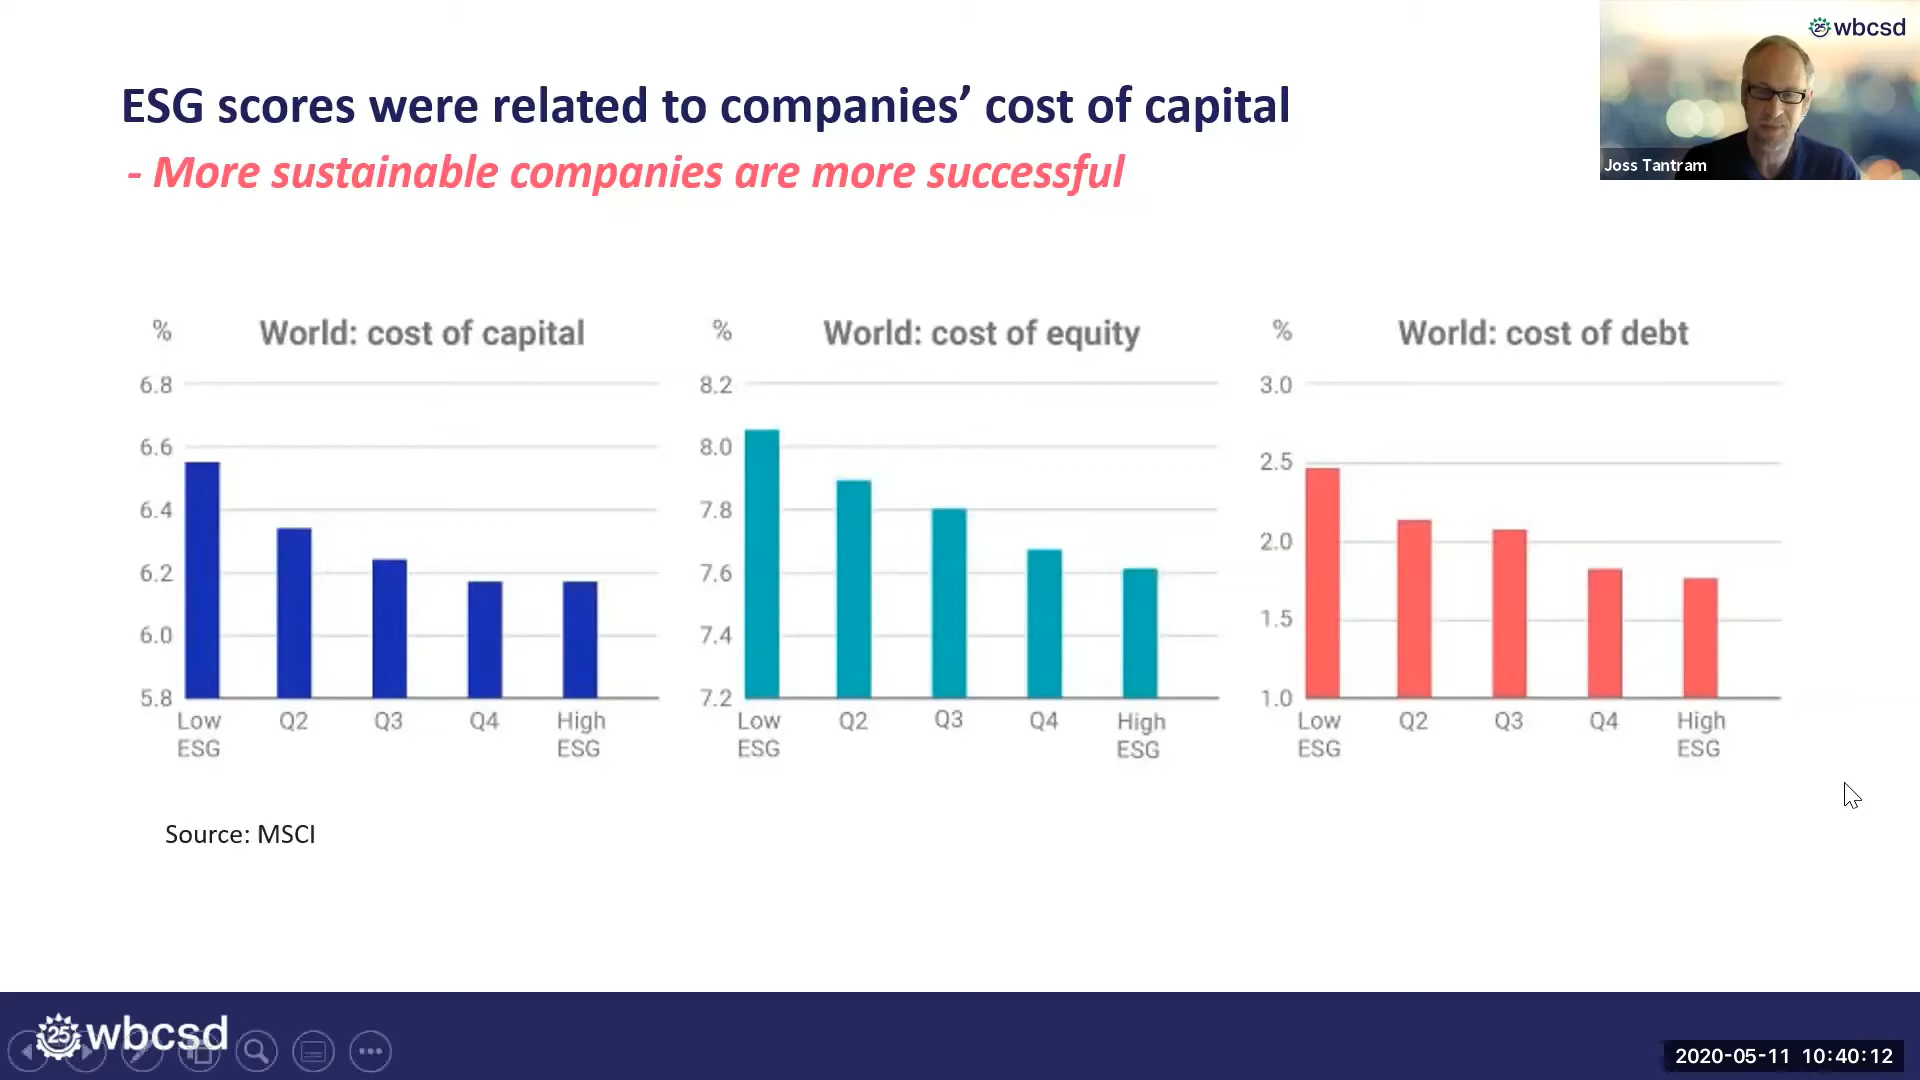 wbcsd
25
Joss Tantram
ESG scores were related to companies’ cost of capital
- More sustainable companies are more successful
% World: cost of capital
6.8
6.6
6.4
6.2
6.0
5.8
Low Q2 Q3 Q4 High
ESG ESG
% World: cost of equity
8.2
8.0
7.8
7.6
7.4
7.2
Low Q2 Q3 Q4 High
ESG ESG
% World: cost of debt
3.0
2.5
2.0
1.5
1.0
Low Q2 Q3 Q4 High
ESG ESG
Source: MSCI
25 wbcsd
2020-05-11 10:40:12